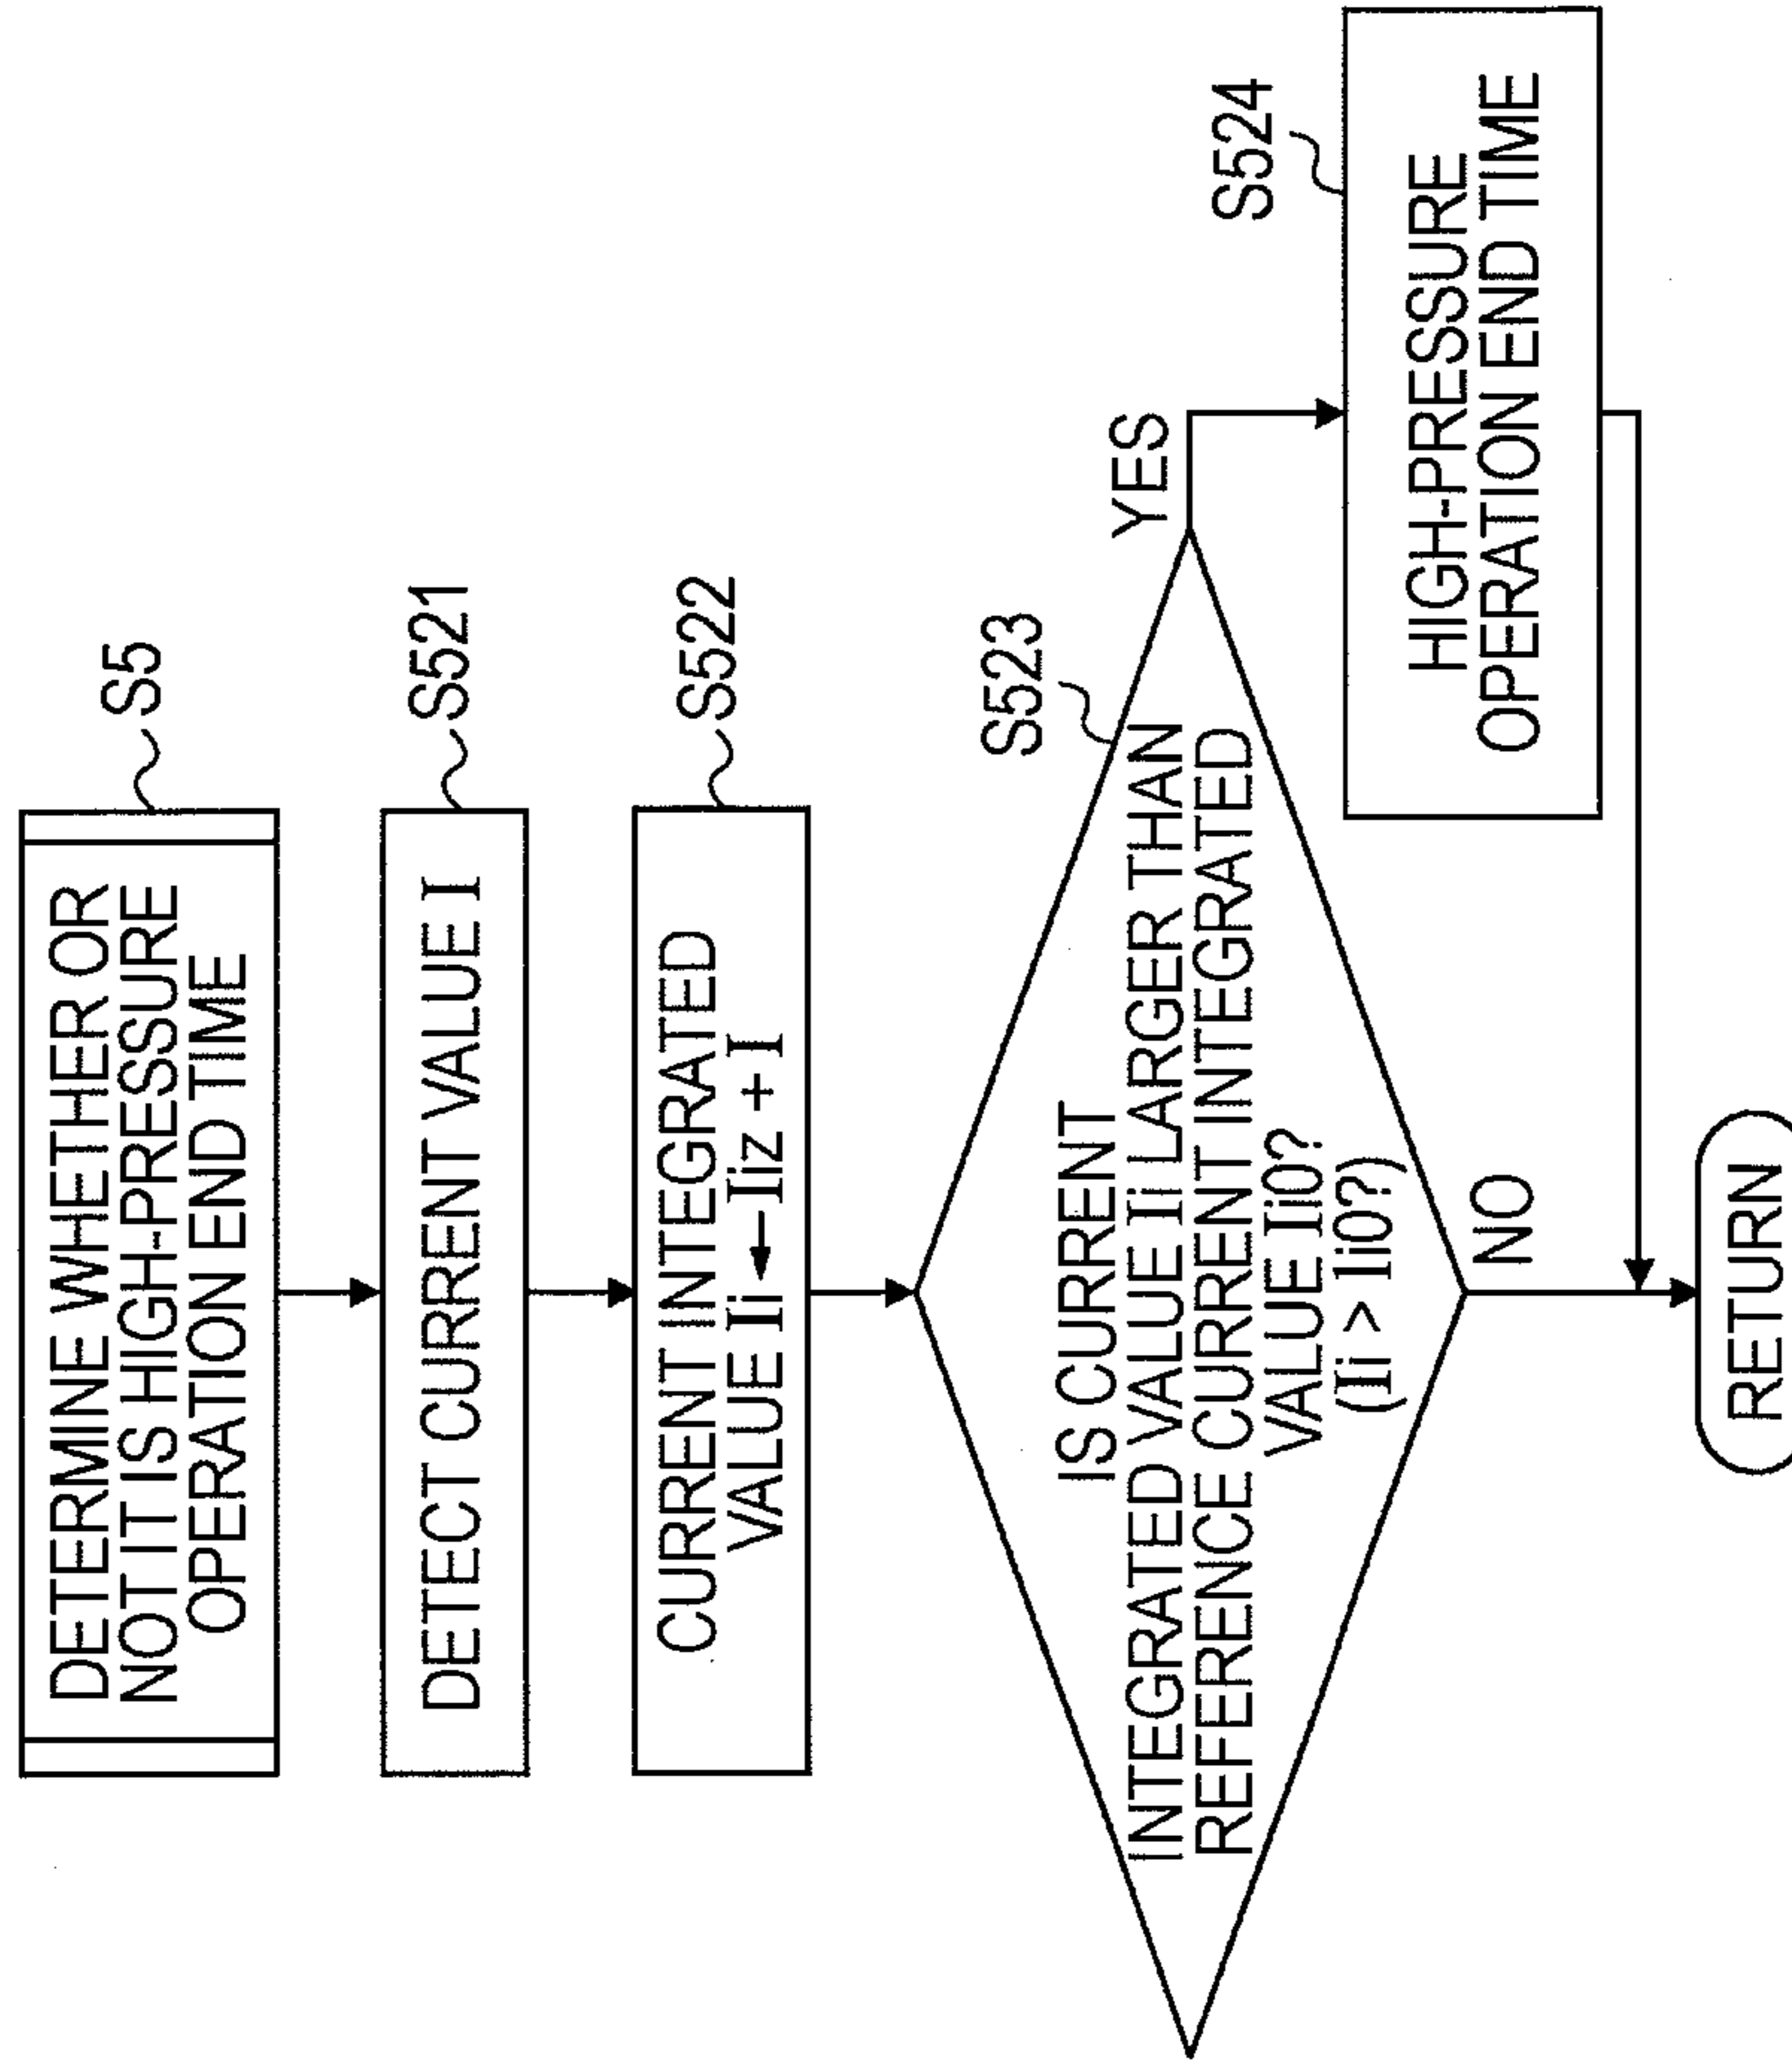 DETERMINE WHETHER OR
NOT IT IS HIGH-PRESSURE
OPERATION END TIME
S5
DETECT CURRENT VALUE I
S521
CURRENT INTEGRATED
VALUE Ii ← Iiz + I
S522
IS CURRENT
INTEGRATED VALUE Ii LARGER THAN
REFERENCE CURRENT INTEGRATED
VALUE Ii0?
(Ii > Ii0?)
S523
YES
S524
HIGH-PRESSURE
OPERATION END TIME
NO
RETURN